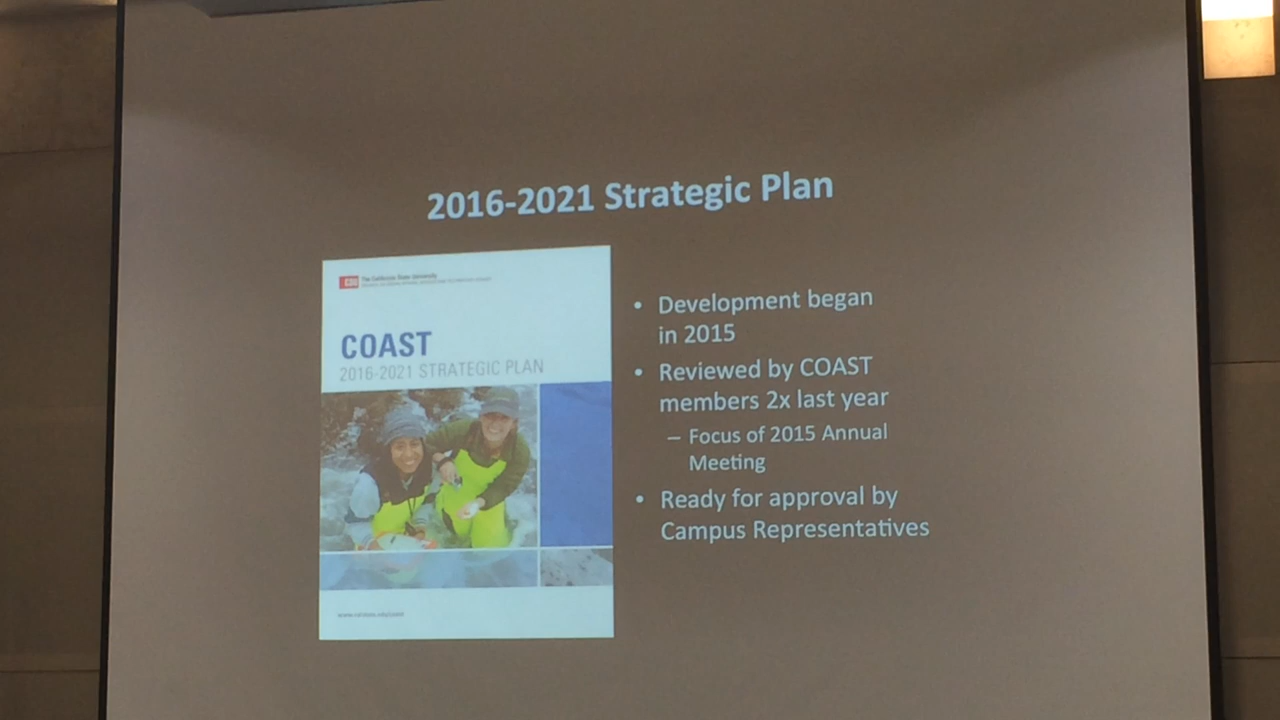 2016-2021 Strategic Plan
CSU The California State University
COAST
2016-2021 STRATEGIC PLAN
• Development began
in 2015
• Reviewed by COAST
members 2x last year
– Focus of 2015 Annual
Meeting
• Ready for approval by
Campus Representatives